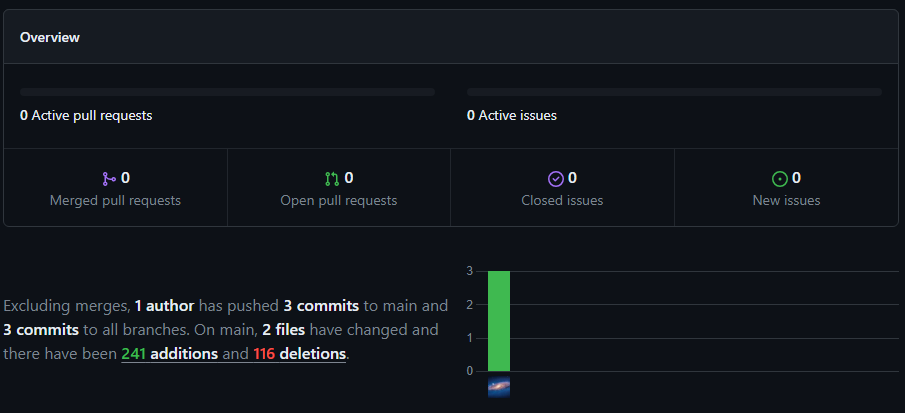 Overview
0 Active pull requests
0 Active issues
0
Merged pull requests
0
Open pull requests
0
Closed issues
0
New issues
Excluding merges, 1 author has pushed 3 commits to main and
3 commits to all branches. On main, 2 files have changed and
there have been 241 additions and 116 deletions.
3
2
1
0